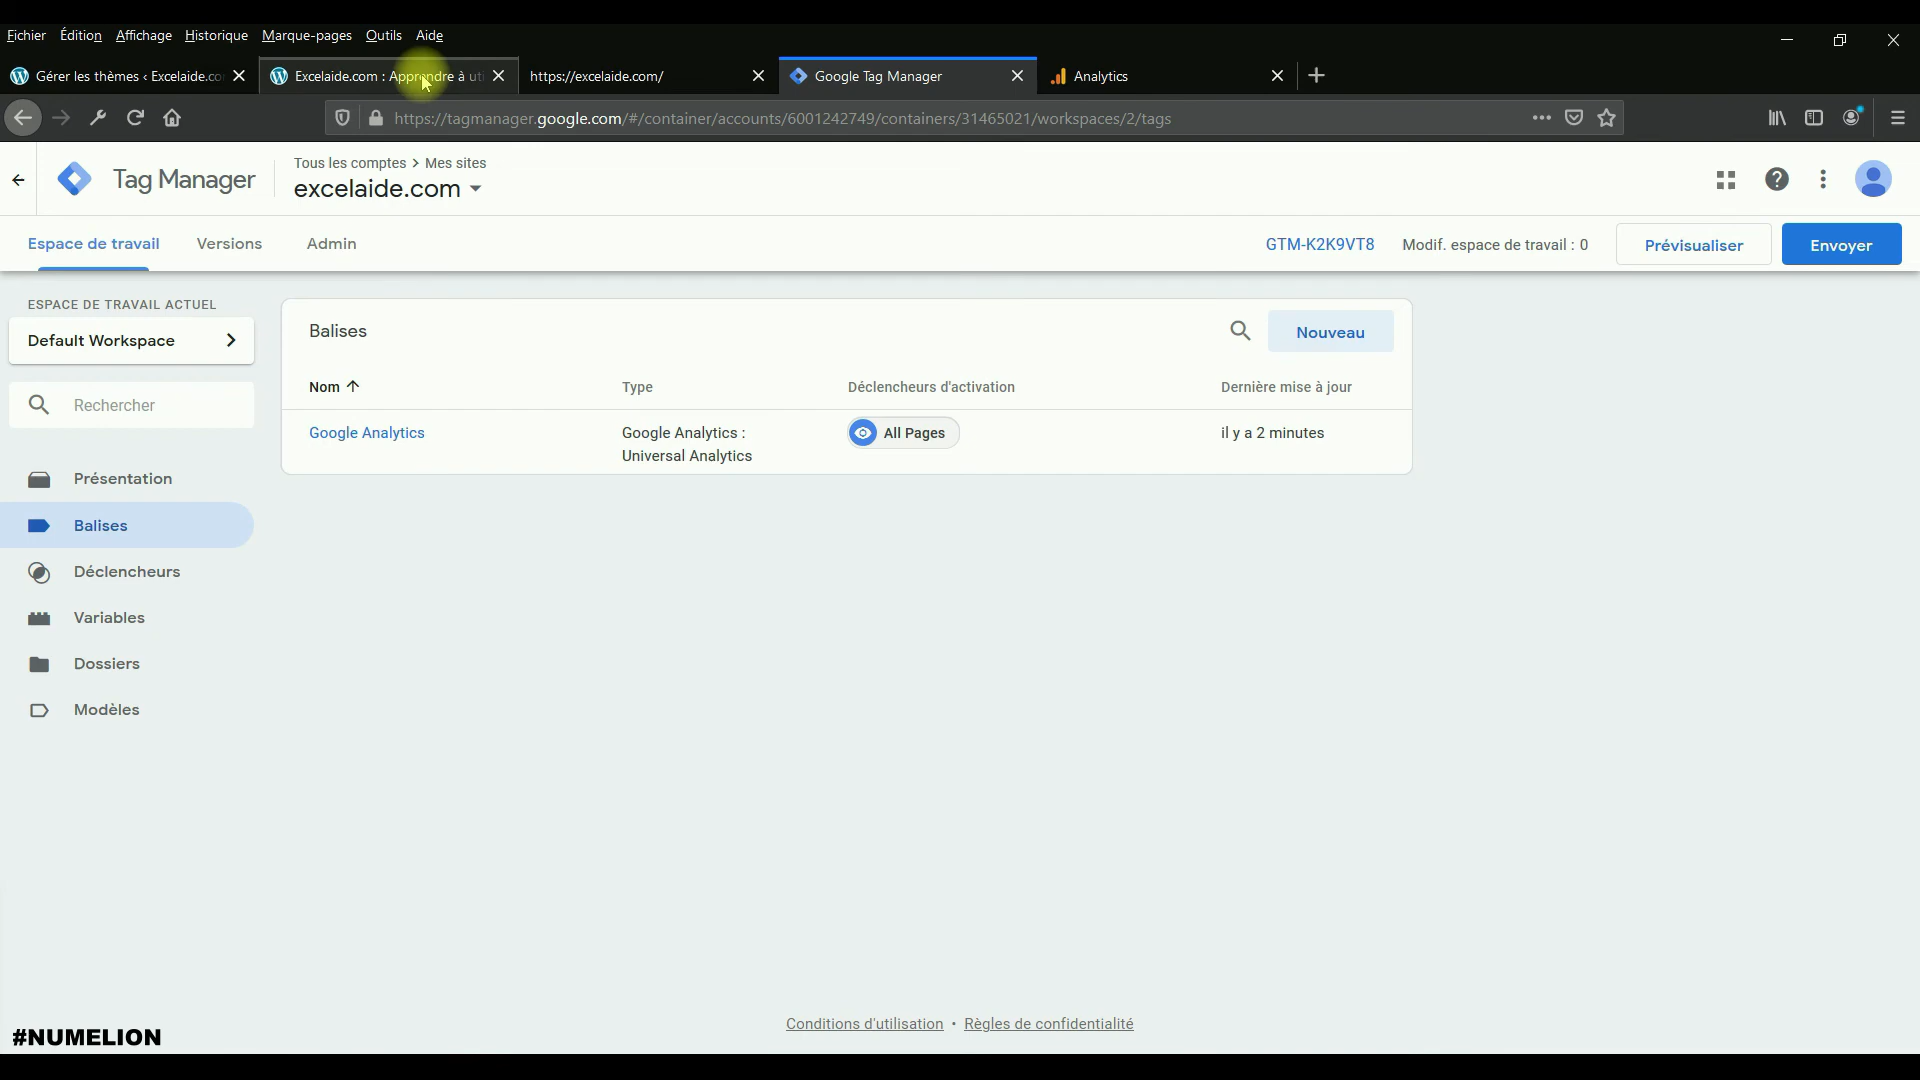 Fichier Édition Affichage Historique Marque-pages Outils Aide
Gérer les thèmes ‹ Excelaide.co
Excelaide.com : Apprendre à uti
https://excelaide.com/
Google Tag Manager
Analytics
https://tagmanager.google.com/#/container/accounts/6001242749/containers/31465021/workspaces/2/tags
Tag Manager
Tous les comptes > Mes sites
excelaide.com
Espace de travail Versions Admin
GTM-K2K9VT8 Modif. espace de travail : 0 Prévisualiser Envoyer
ESPACE DE TRAVAIL ACTUEL
Default Workspace
Rechercher
Présentation
Balises
Déclencheurs
Variables
Dossiers
Modèles
Balises
Nouveau
Nom Type Déclencheurs d'activation Dernière mise à jour
Google Analytics
Google Analytics :
Universal Analytics
All Pages
il y a 2 minutes
Conditions d'utilisation • Règles de confidentialité
#NUMELION